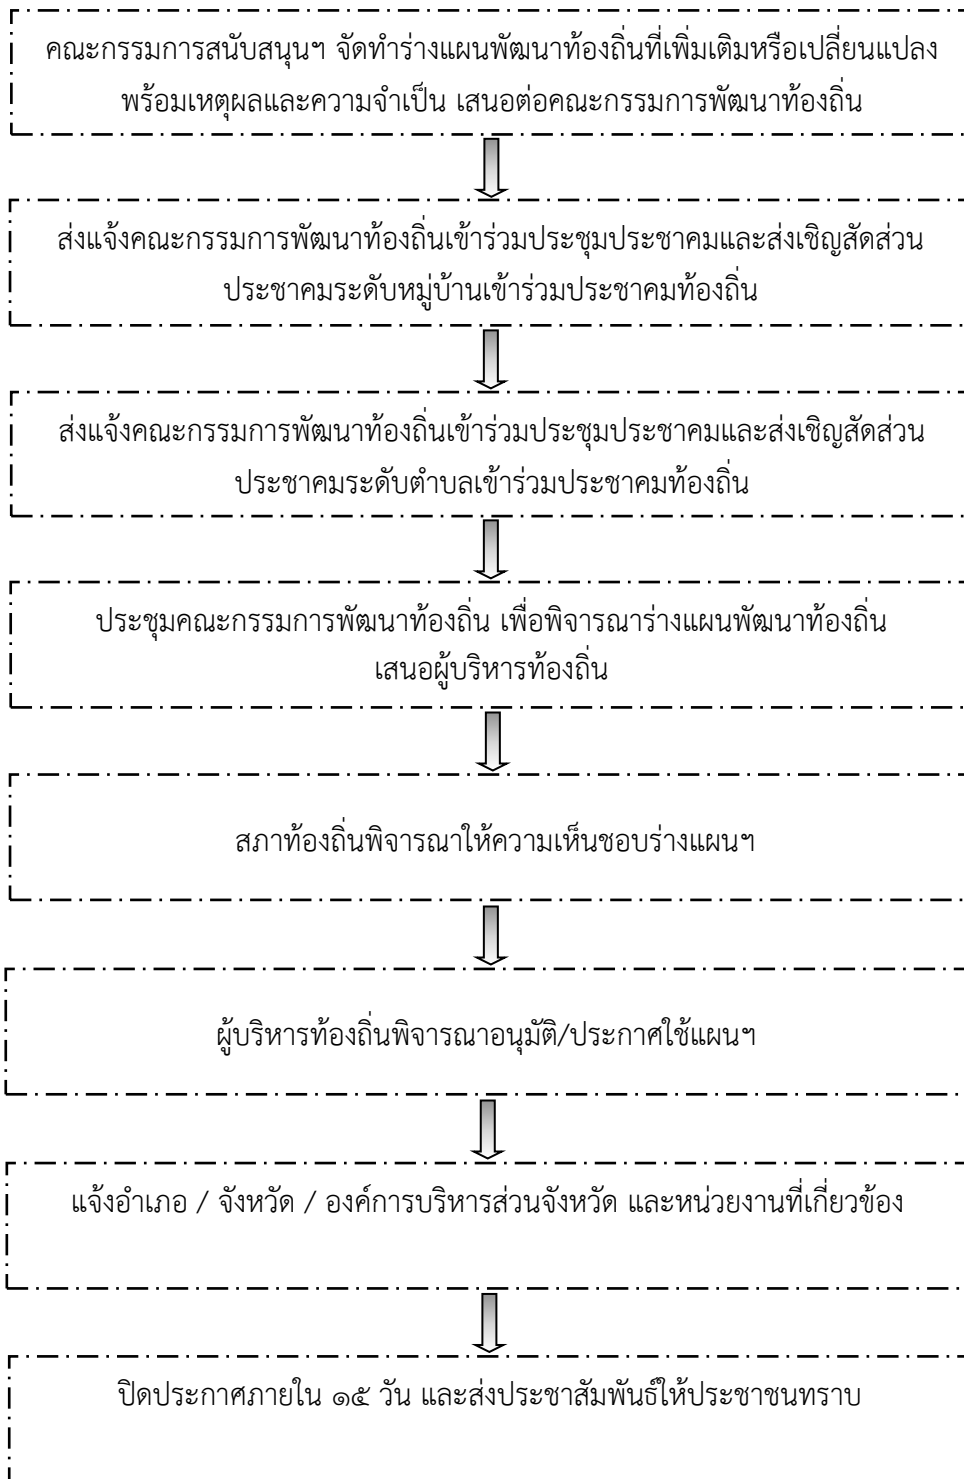 คณะกรรมการสนับสนุนฯ จัดทำร่างแผนพัฒนาท้องถิ่นที่เพิ่มเติมหรือเปลี่ยนแปลง
พร้อมเหตุผลและความจำเป็น เสนอต่อคณะกรรมการพัฒนาท้องถิ่น
ส่งแจ้งคณะกรรมการพัฒนาท้องถิ่นเข้าร่วมประชุมประชาคมและส่งเชิญสัดส่วน
ประชาคมระดับหมู่บ้านเข้าร่วมประชาคมท้องถิ่น
ส่งแจ้งคณะกรรมการพัฒนาท้องถิ่นเข้าร่วมประชุมประชาคมและส่งเชิญสัดส่วน
ประชาคมระดับตำบลเข้าร่วมประชาคมท้องถิ่น
ประชุมคณะกรรมการพัฒนาท้องถิ่น เพื่อพิจารณาร่างแผนพัฒนาท้องถิ่น
เสนอผู้บริหารท้องถิ่น
สภาท้องถิ่นพิจารณาให้ความเห็นชอบร่างแผนฯ
ผู้บริหารท้องถิ่นพิจารณาอนุมัติ/ประกาศใช้แผนฯ
แจ้งอำเภอ / จังหวัด / องค์การบริหารส่วนจังหวัด และหน่วยงานที่เกี่ยวข้อง
ปิดประกาศภายใน ๑๕ วัน และส่งประชาสัมพันธ์ให้ประชาชนทราบ